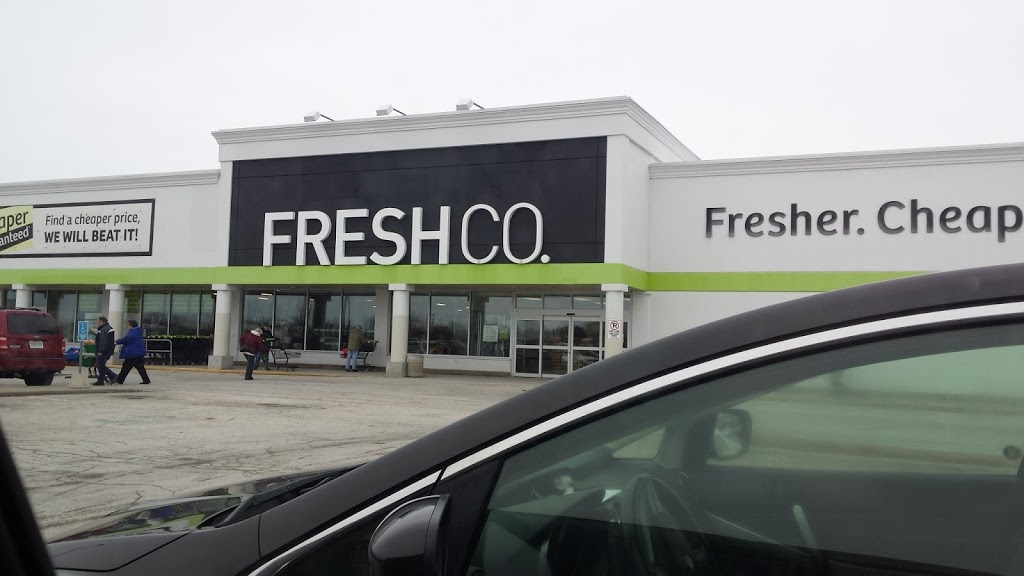 aper
anteed
Find a cheaper price,
WE WILL BEAT IT!
FRESHCO.
Fresher. Cheap